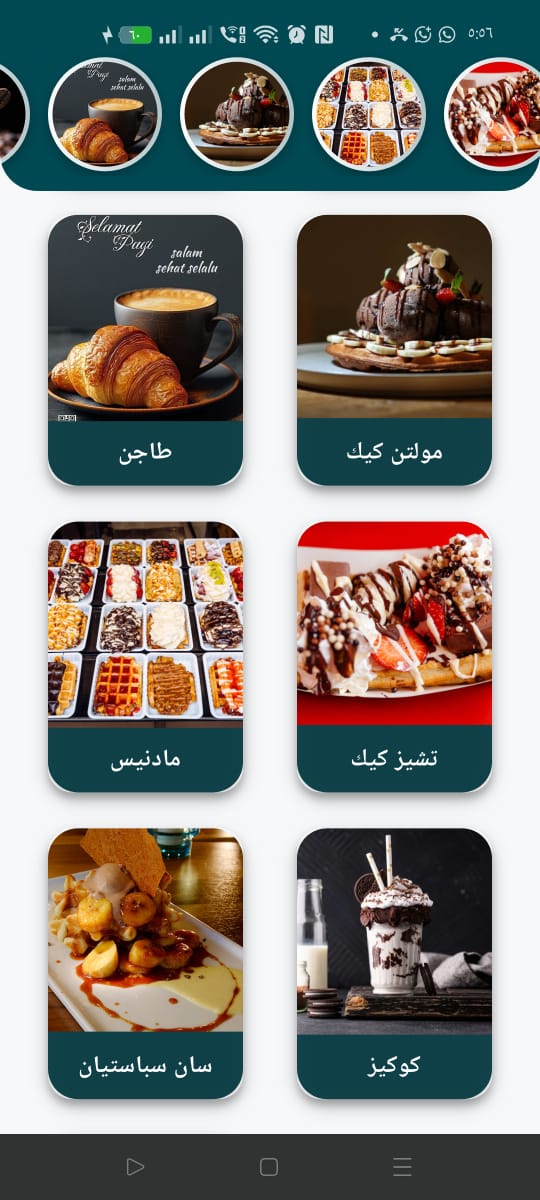 ٦٠
٥:٥٦
Selamat
Pagi
salam
sehat selalu
Selamat
Pagi
salam
sehat selalu
مولتن كيك
طاجن
تشيز كيك
مادنيس
كوكيز
سان سباستيان